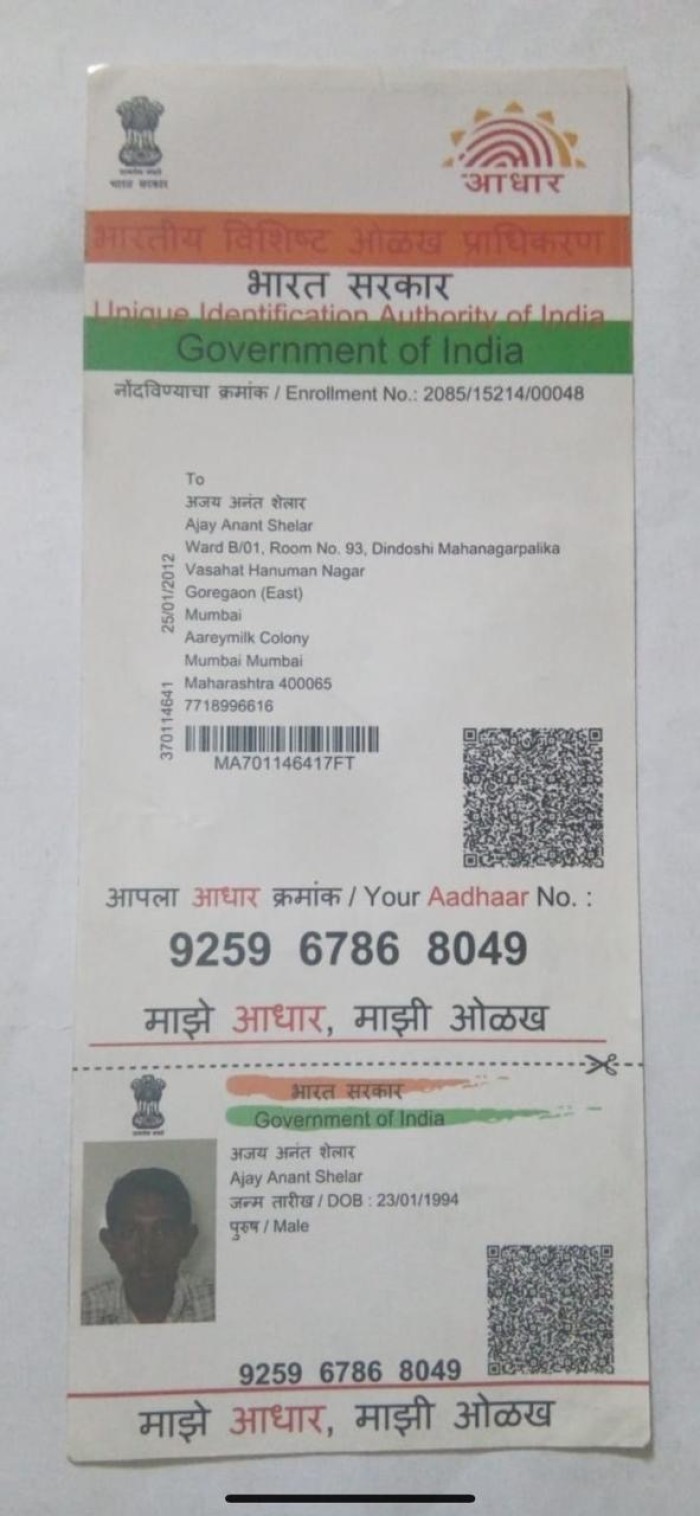 भारत सरकार
आधार
भारतीय विशिष्ट ओळख प्राधिकरण
भारत सरकार
Unique Identification Authority of India
Government of India
नोंदविण्याचा क्रमांक / Enrollment No.: 2085/15214/00048
To
अजय अनंत शेलार
Ajay Anant Shelar
Ward B/01, Room No. 93, Dindoshi Mahanagarpalika
Vasahat Hanuman Nagar
Goregaon (East)
Mumbai
Aareymilk Colony
Mumbai Mumbai
Maharashtra 400065
7718996616
25/01/2012
370114641
MA701146417FT
आपला आधार क्रमांक / Your Aadhaar No. :
9259 6786 8049
माझे आधार, माझी ओळख
भारत सरकार
Government of India
अजय अनंत शेलार
Ajay Anant Shelar
जन्म तारीख / DOB : 23/01/1994
पुरुष / Male
9259 6786 8049
माझे आधार, माझी ओळख